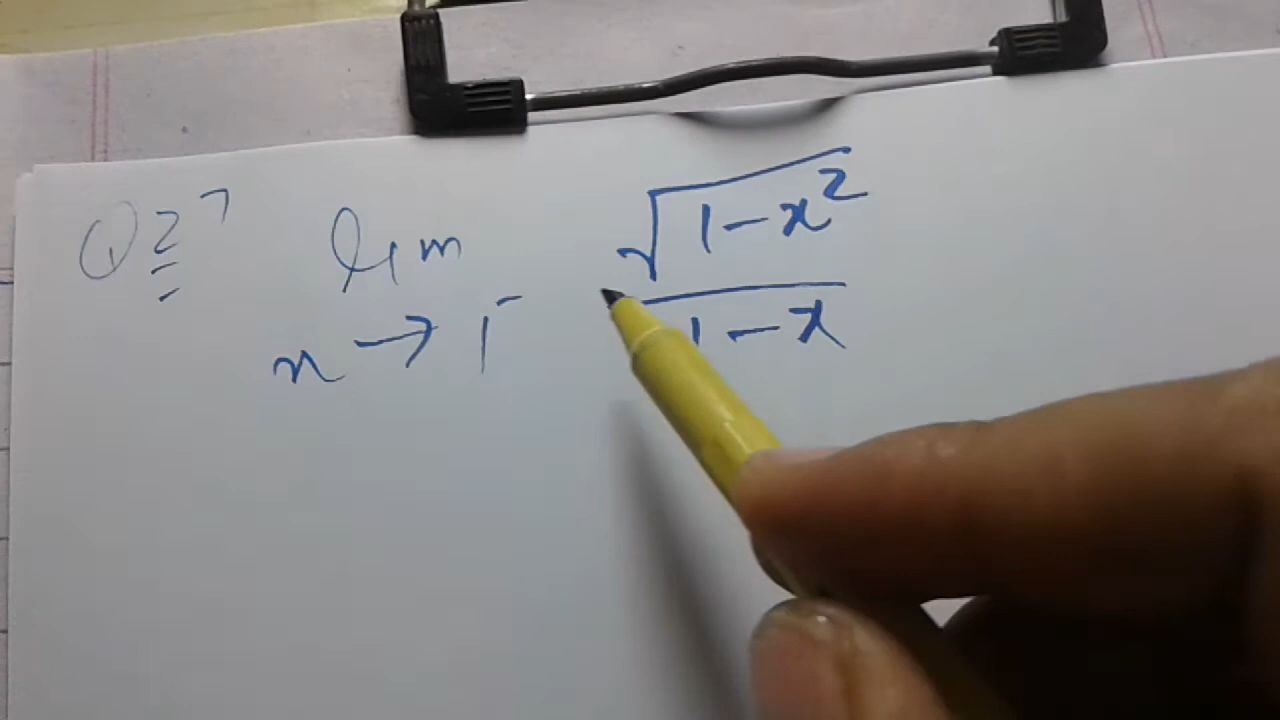 Q27 lim √(1-x²)
x → 1⁻ 1-x